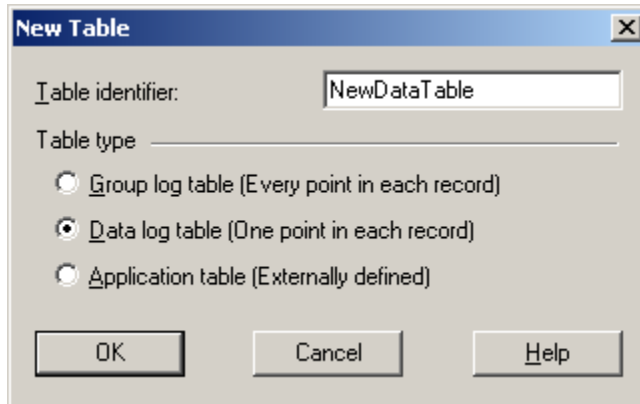 New Table
Table identifier: NewDataTable
Table type
Group log table (Every point in each record)
Data log table (One point in each record)
Application table (Externally defined)
OK Cancel Help